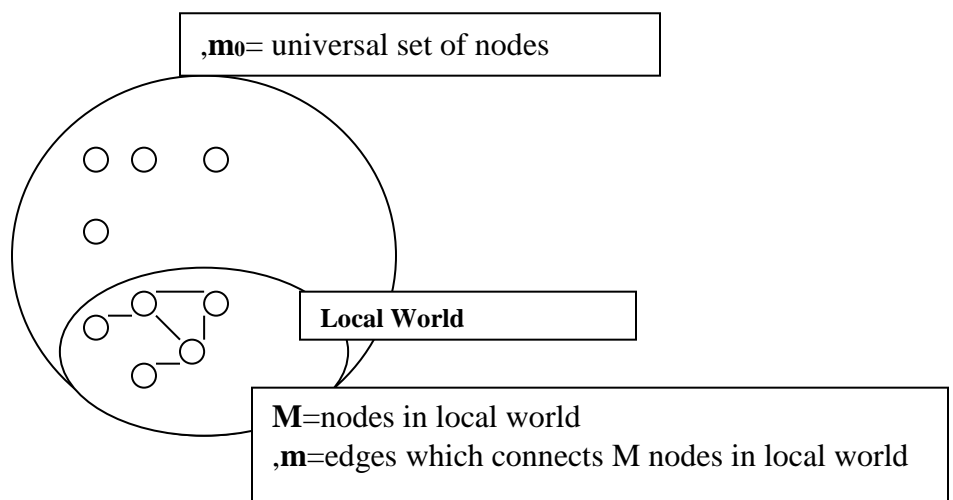 ,m0= universal set of nodes
Local World
M=nodes in local world
,m=edges which connects M nodes in local world